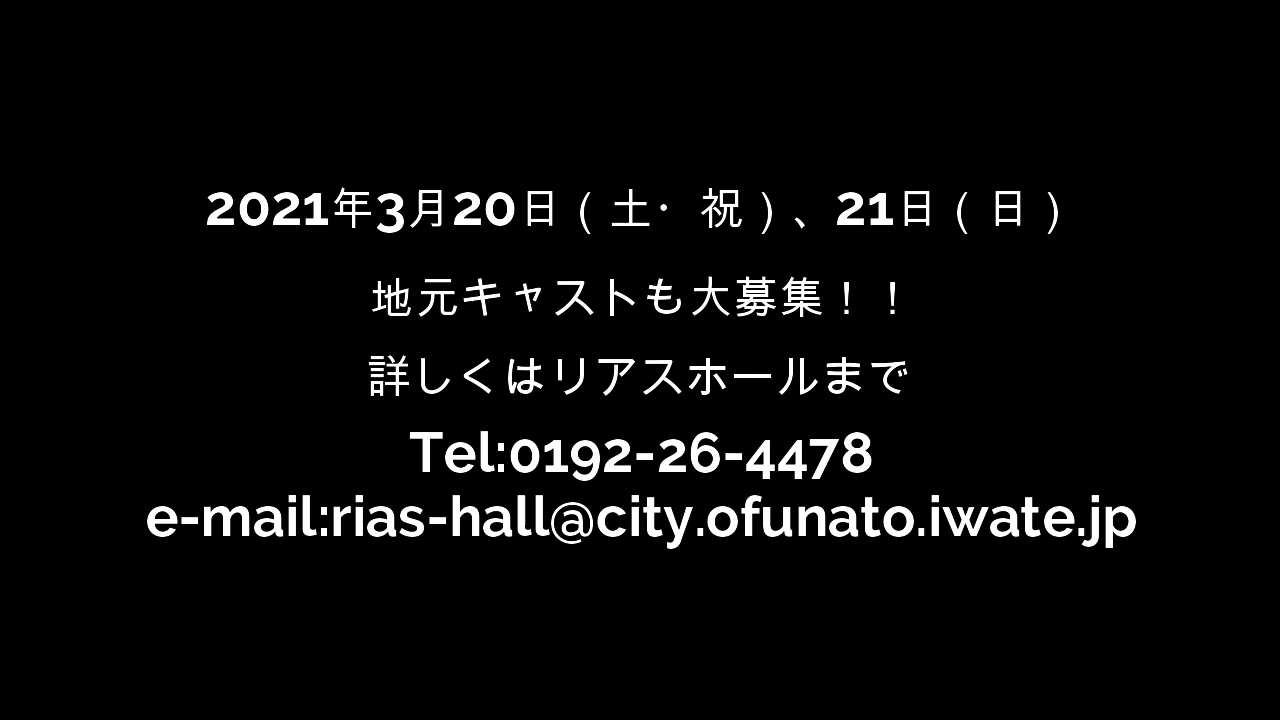 2021年3月20日（土・祝）、21日（日）
地元キャストも大募集！！
詳しくはリアスホールまで
Tel:0192-26-4478
e-mail:rias-hall@city.ofunato.iwate.jp